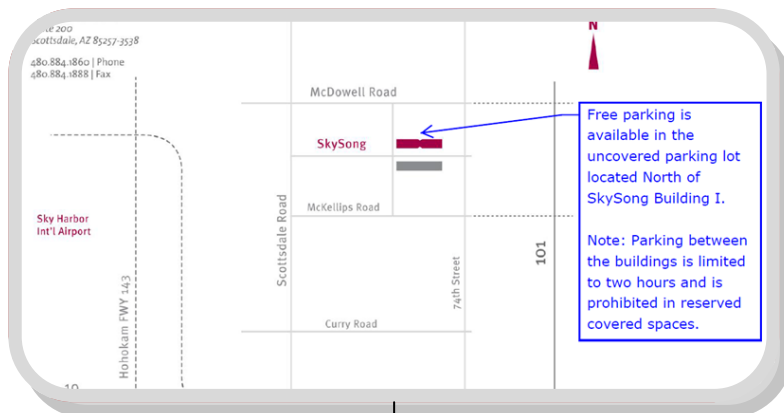 200
Scottsdale, AZ 85257-3538
480.884.1860 | Phone
480.884.1888 | Fax
N
McDowell Road
SkySong
McKellips Road
Sky Harbor
Int'l Airport
Hohokam FWY 143
Scottsdale Road
74th Street
101
Curry Road
10
Free parking is
available in the
uncovered parking lot
located North of
SkySong Building I.
Note: Parking between
the buildings is limited
to two hours and is
prohibited in reserved
covered spaces.